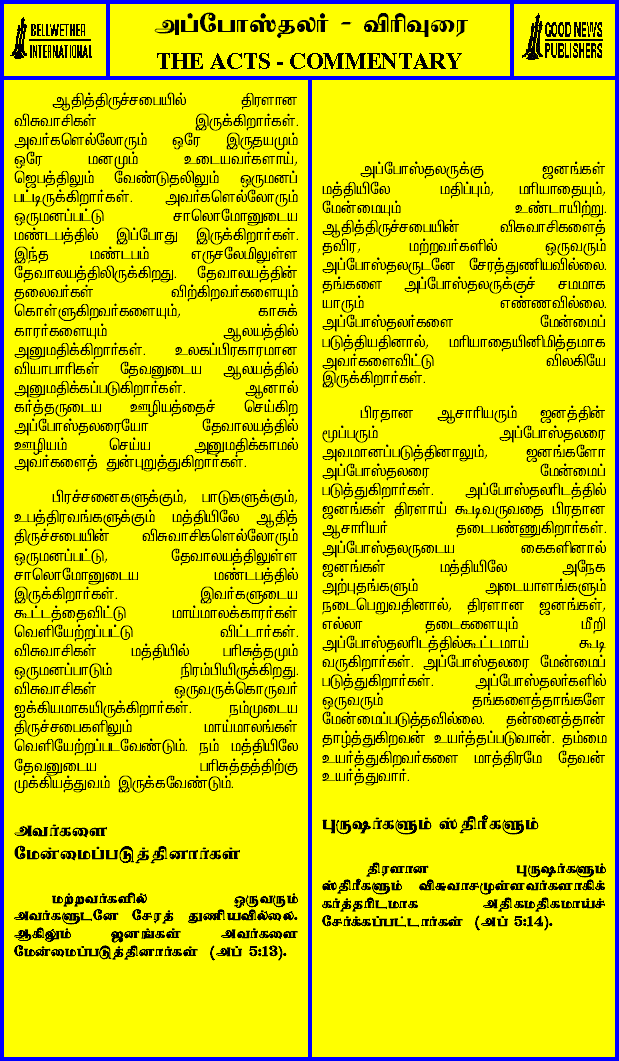 BELLWETHER
INTERNATIONAL
அப்போஸ்தலர் - விரிவுரை
THE ACTS - COMMENTARY
GOOD NEWS
PUBLISHERS
ஆதித்திருச்சபையில் திரளான
விசுவாசிகள் இருக்கிறார்கள்.
அவர்களெல்லோரும் ஒரே இருதயமும்
ஒரே மனமும் உடையவர்களாய்,
ஜெபத்திலும் வேண்டுதலிலும் ஒருமனப்
பட்டிருக்கிறார்கள். அவர்களெல்லோரும்
ஒருமனப்பட்டு சாலொமோனுடைய
மண்டபத்தில் இப்போது இருக்கிறார்கள்.
இந்த மண்டபம் எருசலேமிலுள்ள
தேவாலயத்திலிருக்கிறது. தேவாலயத்தின்
தலைவர்கள் விற்கிறவர்களையும்
கொள்ளுகிறவர்களையும், காசுக்
காரர்களையும் ஆலயத்தில்
அனுமதிக்கிறார்கள். உலகப்பிரகாரமான
வியாபாரிகள் தேவனுடைய ஆலயத்தில்
அனுமதிக்கப்படுகிறார்கள். ஆனால்
கர்த்தருடைய ஊழியத்தைச் செய்கிற
அப்போஸ்தலரையோ தேவாலயத்தில்
ஊழியம் செய்ய அனுமதிக்காமல்
அவர்களைத் துன்புறுத்துகிறார்கள்.
பிரச்சனைகளுக்கும், பாடுகளுக்கும்,
உபத்திரவங்களுக்கும் மத்தியிலே ஆதித்
திருச்சபையின் விசுவாசிகளெல்லோரும்
ஒருமனப்பட்டு, தேவாலயத்திலுள்ள
சாலொமோனுடைய மண்டபத்தில்
இருக்கிறார்கள். இவர்களுடைய
கூட்டத்தைவிட்டு மாய்மாலக்காரர்கள்
வெளியேற்றப்பட்டு விட்டார்கள்.
விசுவாசிகள் மத்தியில் பரிசுத்தமும்
ஒருமனப்பாடும் நிரம்பியிருக்கிறது.
விசுவாசிகள் ஒருவருக்கொருவர்
ஐக்கியமாகயிருக்கிறார்கள். நம்முடைய
திருச்சபைகளிலும் மாய்மாலங்கள்
வெளியேற்றப்படவேண்டும். நம் மத்தியிலே
தேவனுடைய பரிசுத்தத்திற்கு
முக்கியத்துவம் இருக்கவேண்டும்.
அவர்களை
மேன்மைப்படுத்தினார்கள்
மற்றவர்களில் ஒருவரும்
அவர்களுடனே சேரத் துணியவில்லை.
ஆகிலும் ஜனங்கள் அவர்களை
மேன்மைப்படுத்தினார்கள் (அப் 5:13).
அப்போஸ்தலருக்கு ஜனங்கள்
மத்தியிலே மதிப்பும், மரியாதையும்,
மேன்மையும் உண்டாயிற்று.
ஆதித்திருச்சபையின் விசுவாசிகளைத்
தவிர, மற்றவர்களில் ஒருவரும்
அப்போஸ்தலருடனே சேரத்துணியவில்லை.
தங்களை அப்போஸ்தலருக்குச் சமமாக
யாரும் எண்ணவில்லை.
அப்போஸ்தலர்களை மேன்மைப்
படுத்தியதினால், மரியாதையினிமித்தமாக
அவர்களைவிட்டு விலகியே
இருக்கிறார்கள்.
பிரதான ஆசாரியரும் ஜனத்தின்
மூப்பரும் அப்போஸ்தலரை
அவமானப்படுத்தினாலும், ஜனங்களோ
அப்போஸ்தலரை மேன்மைப்
படுத்துகிறார்கள். அப்போஸ்தலரிடத்தில்
ஜனங்கள் திரளாய் கூடிவருவதை பிரதான
ஆசாரியர் தடைபண்ணுகிறார்கள்.
அப்போஸ்தலருடைய கைகளினால்
ஜனங்கள் மத்தியிலே அநேக
அற்புதங்களும் அடையாளங்களும்
நடைபெறுவதினால், திரளான ஜனங்கள்,
எல்லா தடைகளையும் மீறி
அப்போஸ்தலரிடத்தில்கூட்டமாய் கூடி
வருகிறார்கள். அப்போஸ்தலரை மேன்மைப்
படுத்துகிறார்கள். அப்போஸ்தலர்களில்
ஒருவரும் தங்களைத்தாங்களே
மேன்மைப்படுத்தவில்லை. தன்னைத்தான்
தாழ்த்துகிறவன் உயர்த்தப்படுவான். தம்மை
உயர்த்துகிறவர்களை மாத்திரமே தேவன்
உயர்த்துவார்.
புருஷர்களும் ஸ்திரீகளும்
திரளான புருஷர்களும்
ஸ்திரீகளும் விசுவாசமுள்ளவர்களாகிக்
கர்த்தரிடமாக அதிகமதிகமாய்ச்
சேர்க்கப்பட்டார்கள் (அப் 5:14).